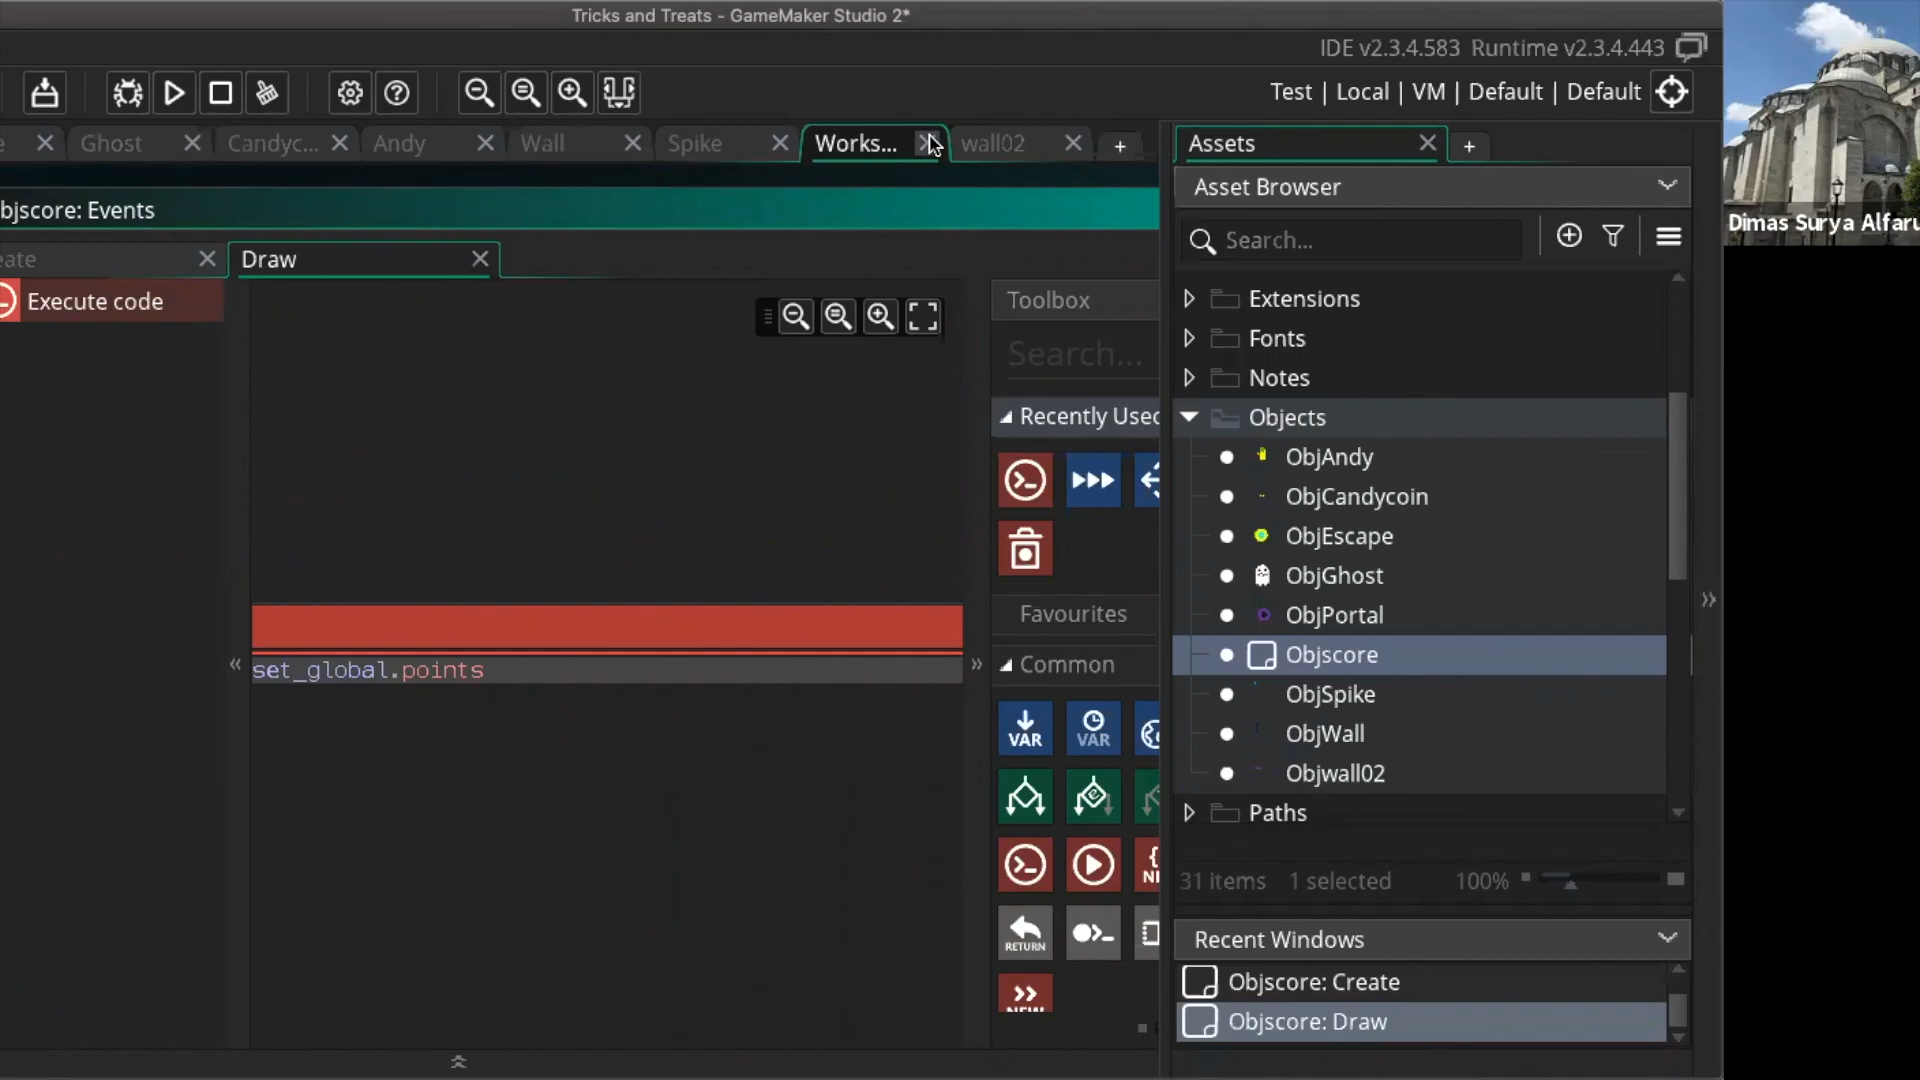 Tricks and Treats - GameMaker Studio 2*
IDE v2.3.4.583 Runtime v2.3.4.443
Test | Local | VM | Default | Default
e
Ghost
Candyc...
Andy
Wall
Spike
Works...
wall02
+
Assets
+
bjscore: Events
Asset Browser
Dimas Surya Alfaru
eate
Draw
Search...
Execute code
Toolbox
Extensions
Search...
Fonts
Notes
Recently Used
Objects
ObjAndy
ObjCandycoin
ObjEscape
ObjGhost
Favourites
ObjPortal
set_global.points
Common
Objscore
ObjSpike
VAR
VAR
ObjWall
Objwall02
Paths
31 items 1 selected 100%
RETURN
Recent Windows
Objscore: Create
NEW
Objscore: Draw